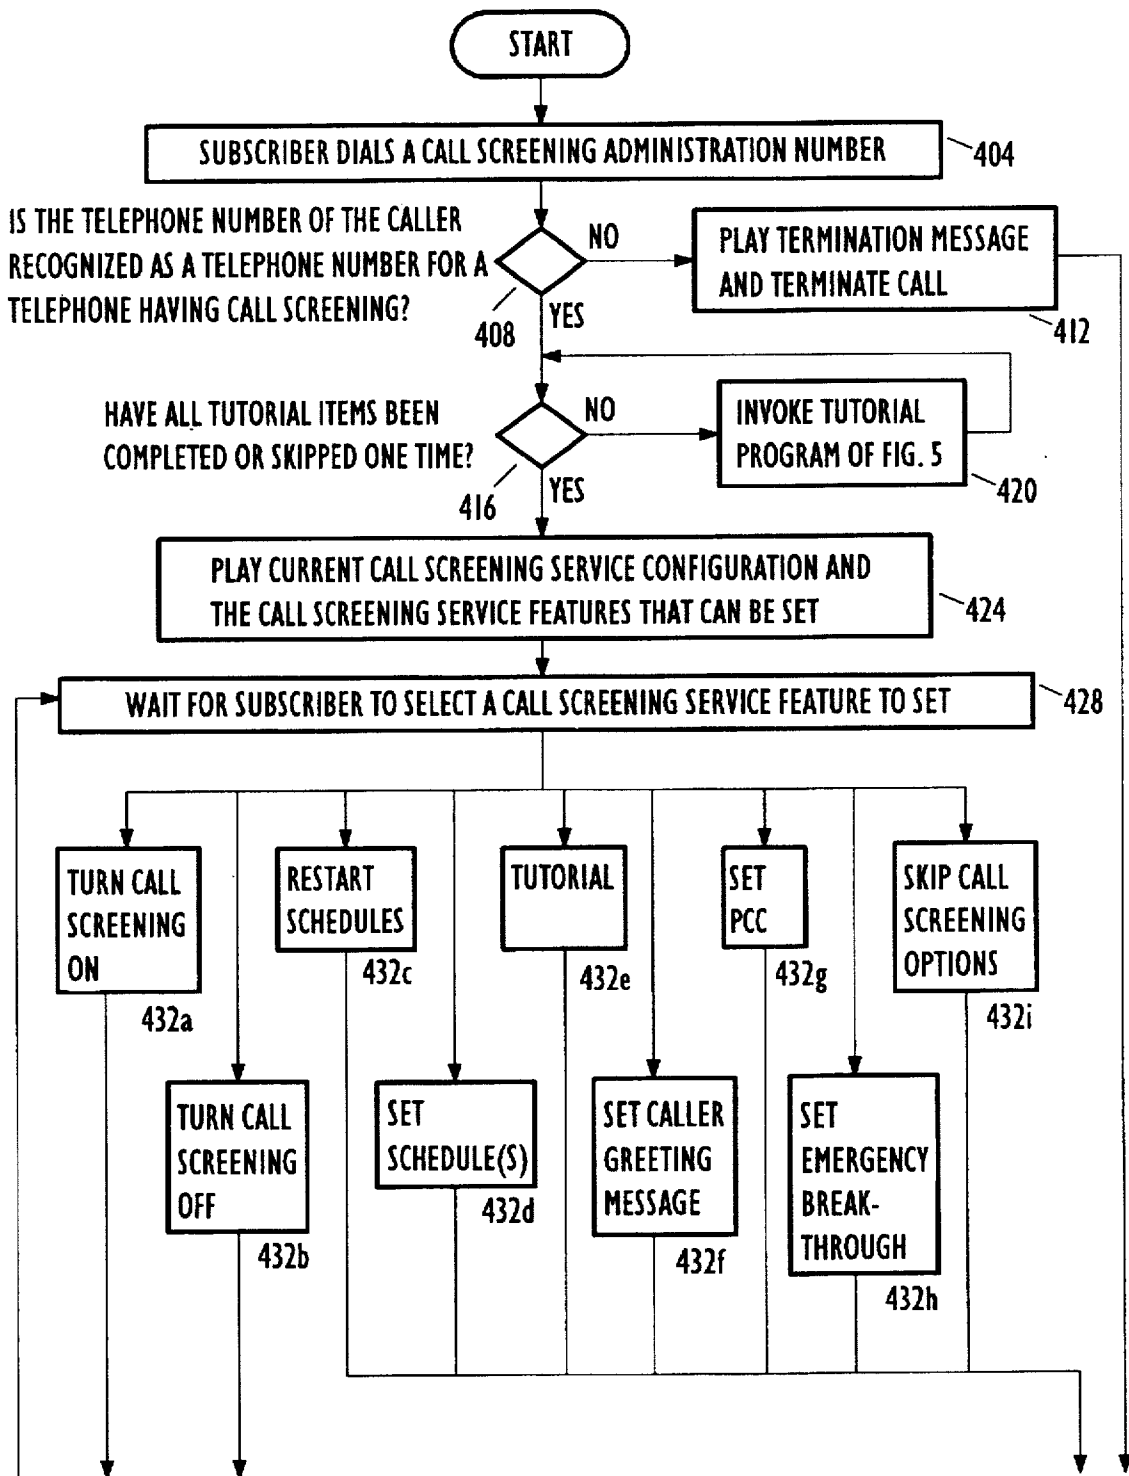 START
SUBSCRIBER DIALS A CALL SCREENING ADMINISTRATION NUMBER
404
IS THE TELEPHONE NUMBER OF THE CALLER
RECOGNIZED AS A TELEPHONE NUMBER FOR A
TELEPHONE HAVING CALL SCREENING?
408
NO
YES
PLAY TERMINATION MESSAGE
AND TERMINATE CALL
412
HAVE ALL TUTORIAL ITEMS BEEN
COMPLETED OR SKIPPED ONE TIME?
416
NO
YES
INVOKE TUTORIAL
PROGRAM OF FIG. 5
420
PLAY CURRENT CALL SCREENING SERVICE CONFIGURATION AND
THE CALL SCREENING SERVICE FEATURES THAT CAN BE SET
424
WAIT FOR SUBSCRIBER TO SELECT A CALL SCREENING SERVICE FEATURE TO SET
428
TURN CALL
SCREENING
ON
432a
RESTART
SCHEDULES
432c
TUTORIAL
432e
SET
PCC
432g
SKIP CALL
SCREENING
OPTIONS
432i
TURN CALL
SCREENING
OFF
432b
SET
SCHEDULE(S)
432d
SET CALLER
GREETING
MESSAGE
432f
SET
EMERGENCY
BREAK-
THROUGH
432h